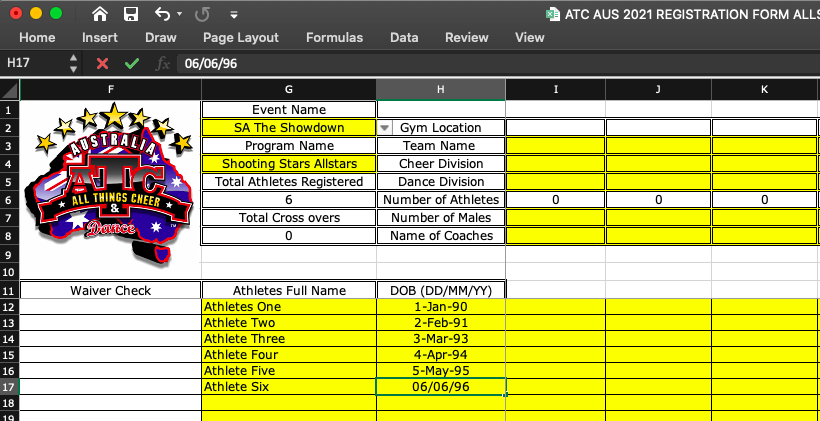 ATC AUS 2021 REGISTRATION FORM ALLS
Home Insert Draw Page Layout Formulas Data Review View
H17 fx 06/06/96
F G H I J K
1 Event Name
2 SA The Showdown Gym Location
3 Program Name Team Name
4 Shooting Stars Allstars Cheer Division
5 Total Athletes Registered Dance Division
6 6 Number of Athletes 0 0 0
7 Total Cross overs Number of Males
8 0 Name of Coaches
AUSTRALIA
ATC
ALL THINGS CHEER
&
Dance
TM
9
10
11 Waiver Check Athletes Full Name DOB (DD/MM/YY)
12 Athletes One 1-Jan-90
13 Athlete Two 2-Feb-91
14 Athlete Three 3-Mar-93
15 Athlete Four 4-Apr-94
16 Athlete Five 5-May-95
17 Athlete Six 06/06/96
18
19